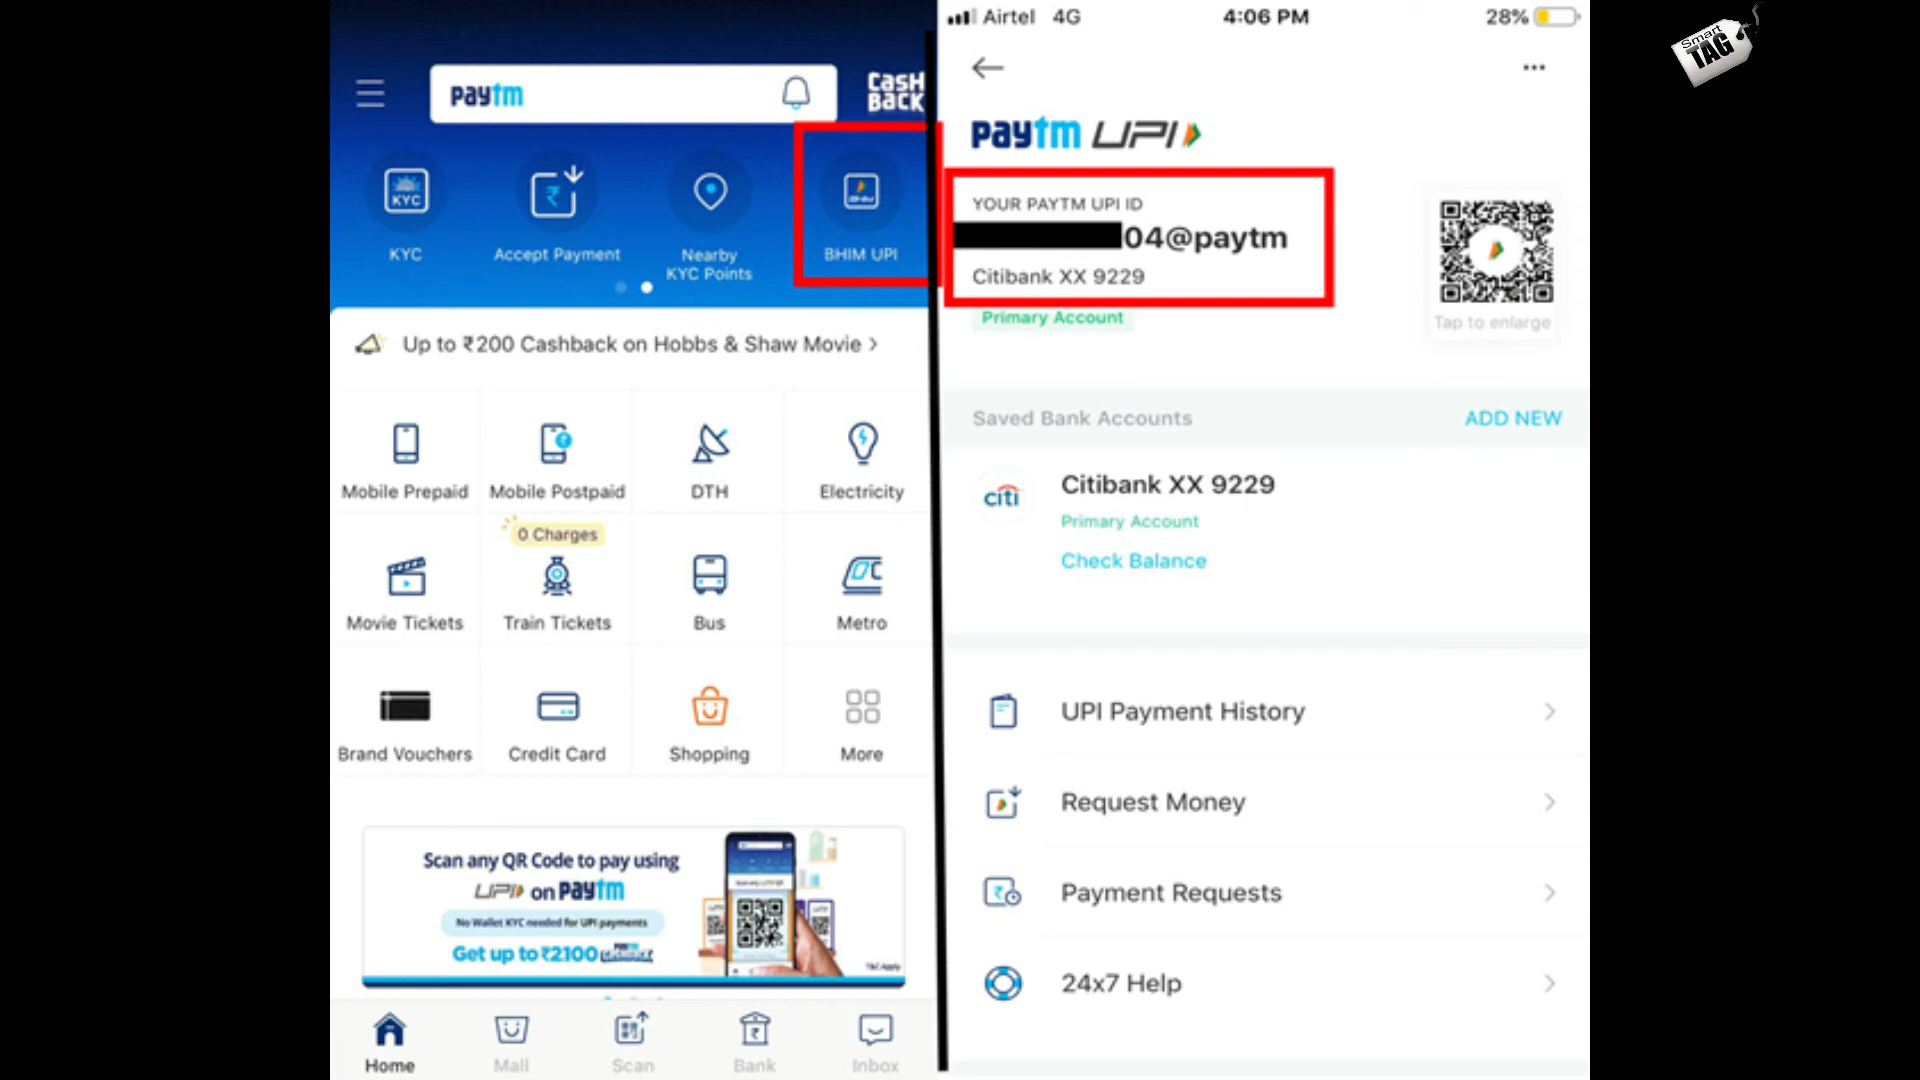 paytm
CASH
BACK
KYC
KYC
Accept Payment
Nearby
KYC Points
BHIM UPI
Up to ₹200 Cashback on Hobbs & Shaw Movie >
Mobile Prepaid
Mobile Postpaid
DTH
Electricity
0 Charges
Movie Tickets
Train Tickets
Bus
Metro
Brand Vouchers
Credit Card
Shopping
More
Scan any QR Code to pay using
UPI on paytm
No Wallet KYC needed for UPI payments
Get up to ₹2100 PAYTM CASHBACK
T&C Apply
Home
Mall
Scan
Bank
Inbox
Airtel 4G
4:06 PM
28%
paytm UPI
YOUR PAYTM UPI ID
04@paytm
Citibank XX 9229
Primary Account
Tap to enlarge
Saved Bank Accounts
ADD NEW
citi
Citibank XX 9229
Primary Account
Check Balance
UPI Payment History
Request Money
Payment Requests
24x7 Help
Smart
TAG